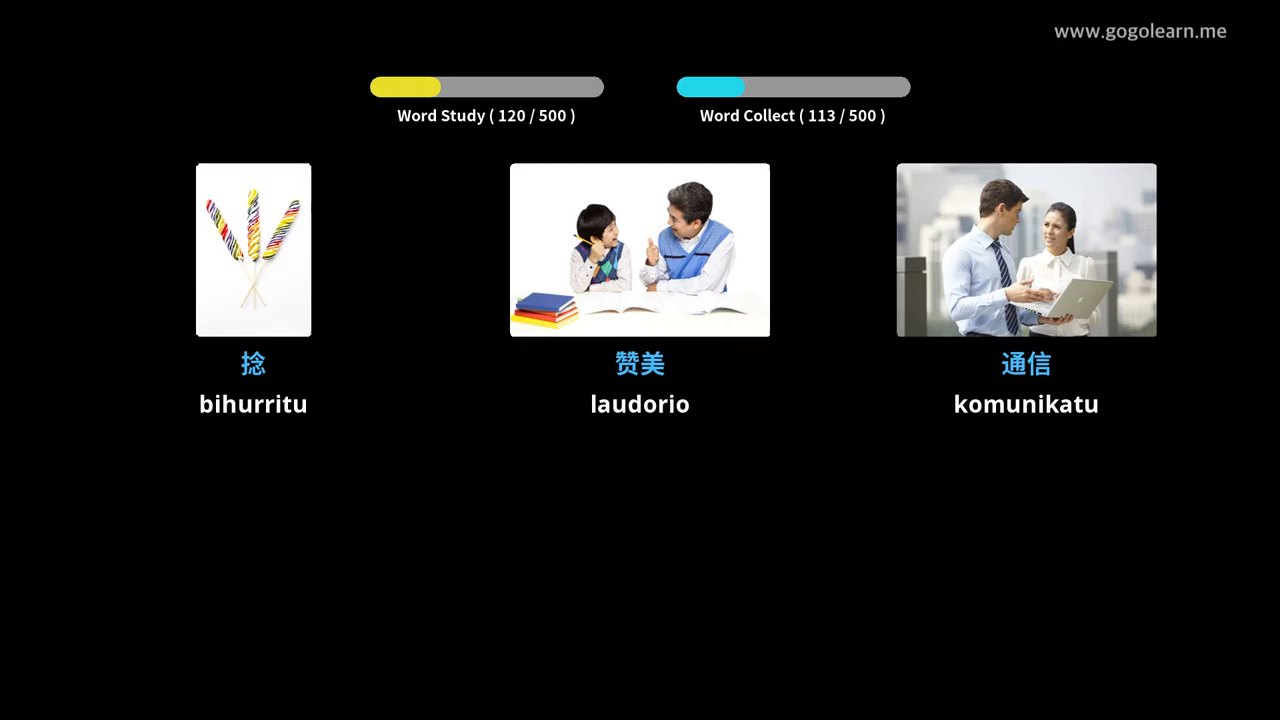 www.gogolearn.me
Word Study ( 120 / 500 )
Word Collect ( 113 / 500 )
捻
赞美
通信
bihurritu
laudorio
komunikatu